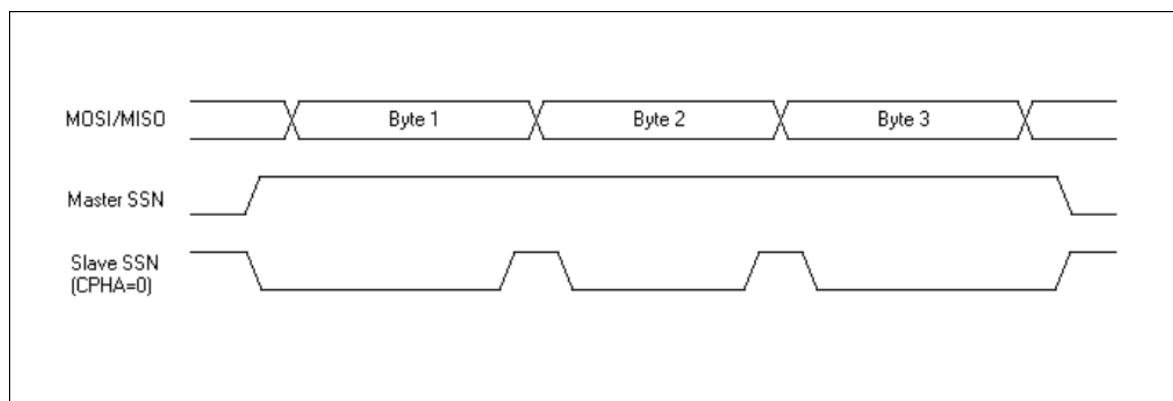 MOSI/MISO
Byte 1
Byte 2
Byte 3
Master SSN
Slave SSN
(CPHA=0)